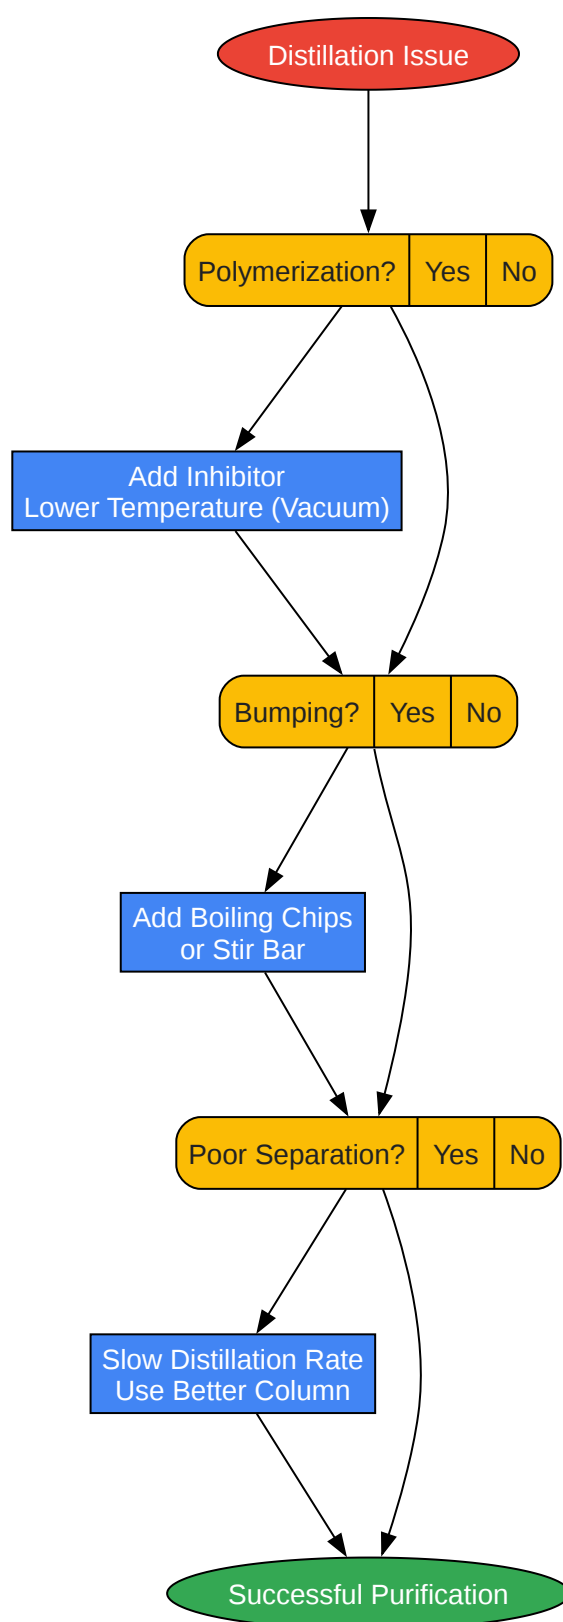 Distillation Issue
Polymerization? Yes No
Add Inhibitor
Lower Temperature (Vacuum)
Bumping? Yes No
Add Boiling Chips
or Stir Bar
Poor Separation? Yes No
Slow Distillation Rate
Use Better Column
Successful Purification